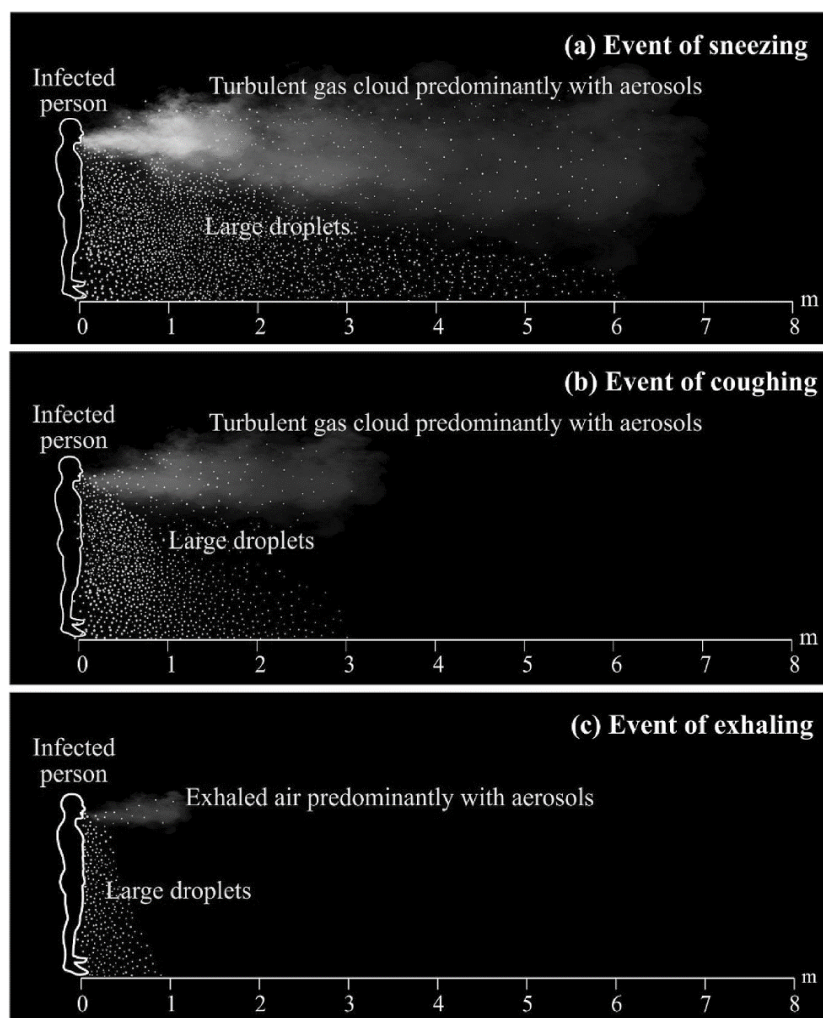 (a) Event of sneezing
Infected
person
Turbulent gas cloud predominantly with aerosols
Large droplets
m
0 1 2 3 4 5 6 7 8
(b) Event of coughing
Infected
person
Turbulent gas cloud predominantly with aerosols
Large droplets
m
0 1 2 3 4 5 6 7 8
(c) Event of exhaling
Infected
person
Exhaled air predominantly with aerosols
Large droplets
m
0 1 2 3 4 5 6 7 8